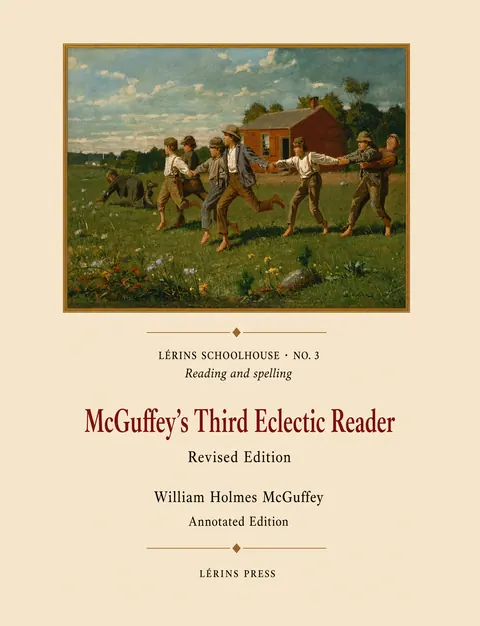 LÉRINS SCHOOLHOUSE · NO. 3
Reading and spelling
McGuffey's Third Eclectic Reader
Revised Edition
William Holmes McGuffey
Annotated Edition
LÉRINS PRESS